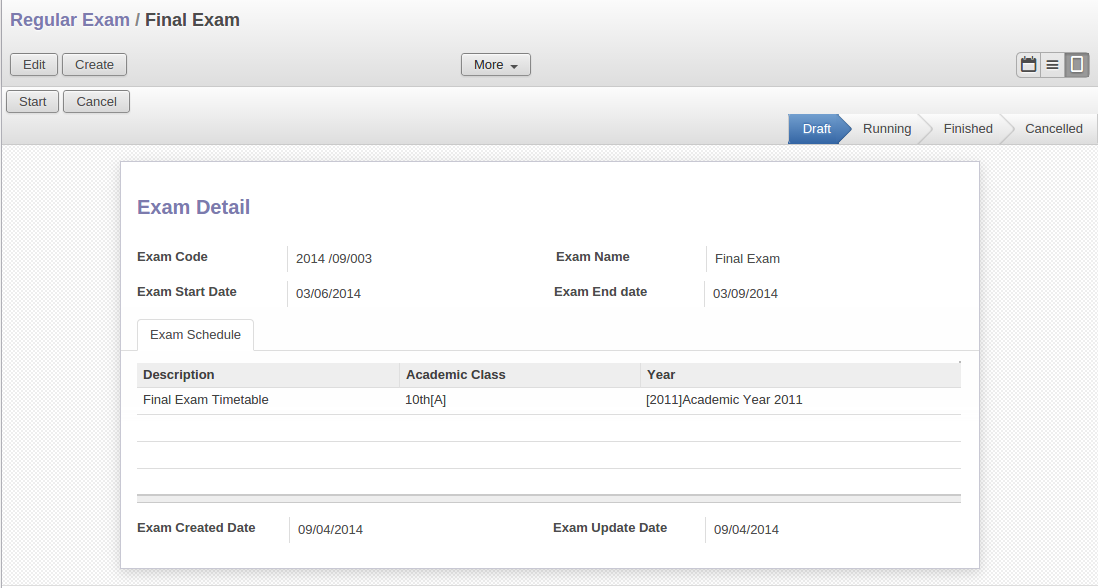 Regular Exam / Final Exam
Edit Create More
Start Cancel
Draft Running Finished Cancelled
Exam Detail
Exam Code 2014 /09/003 Exam Name Final Exam
Exam Start Date 03/06/2014 Exam End date 03/09/2014
Exam Schedule
Description Academic Class Year
Final Exam Timetable 10th[A] [2011]Academic Year 2011
Exam Created Date 09/04/2014 Exam Update Date 09/04/2014